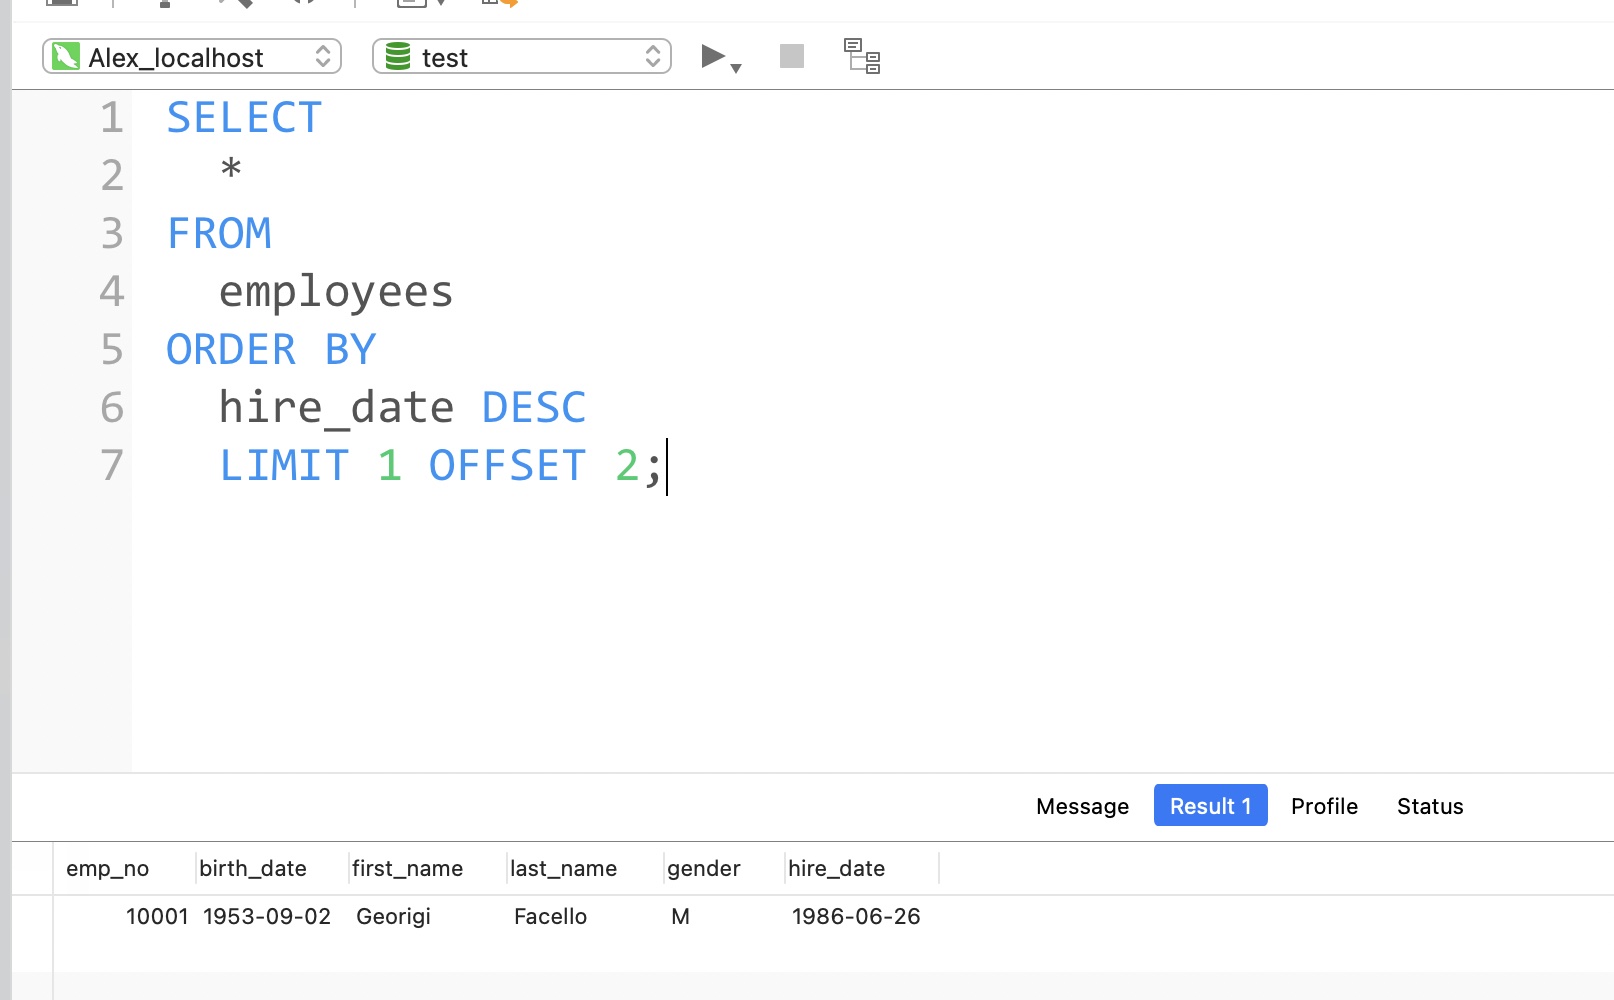 Alex_localhost test
1 SELECT
2 *
3 FROM
4 employees
5 ORDER BY
6 hire_date DESC
7 LIMIT 1 OFFSET 2;
Message Result 1 Profile Status
emp_no birth_date first_name last_name gender hire_date
10001 1953-09-02 Georigi Facello M 1986-06-26